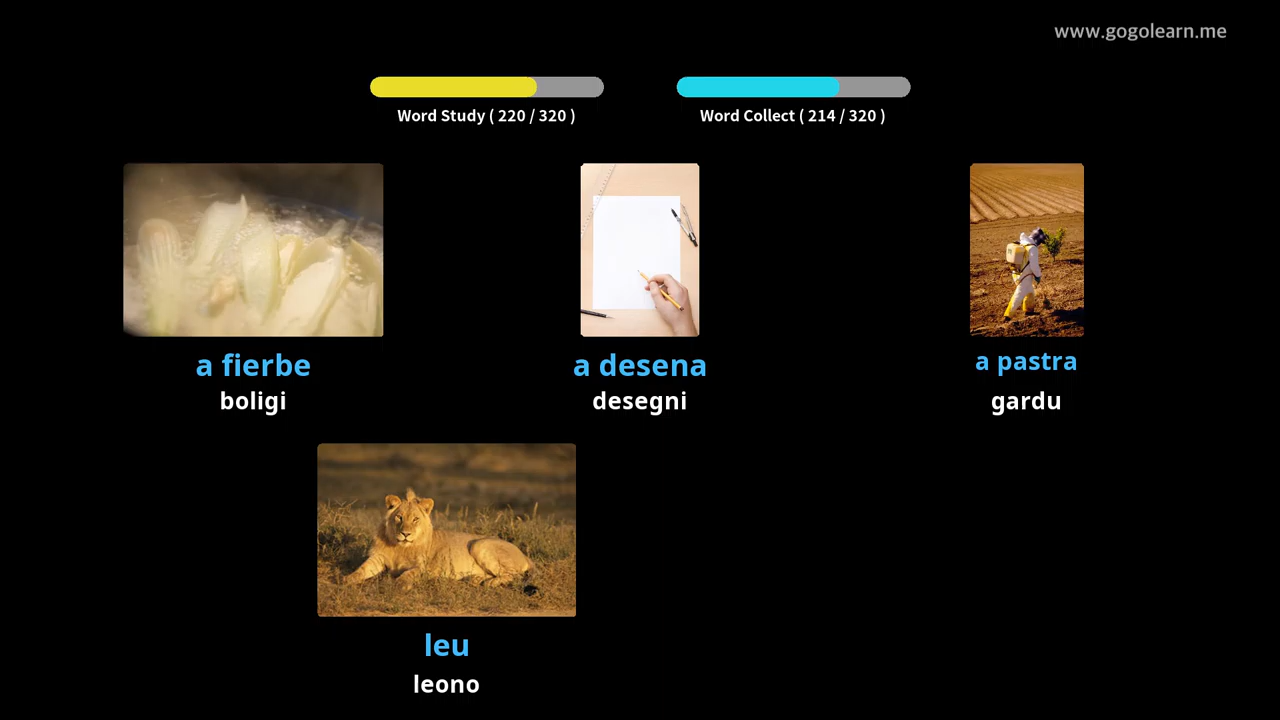 www.gogolearn.me
Word Study ( 220 / 320 )
Word Collect ( 214 / 320 )
a fierbe
boligi
a desena
desegni
a pastra
gardu
leu
leono